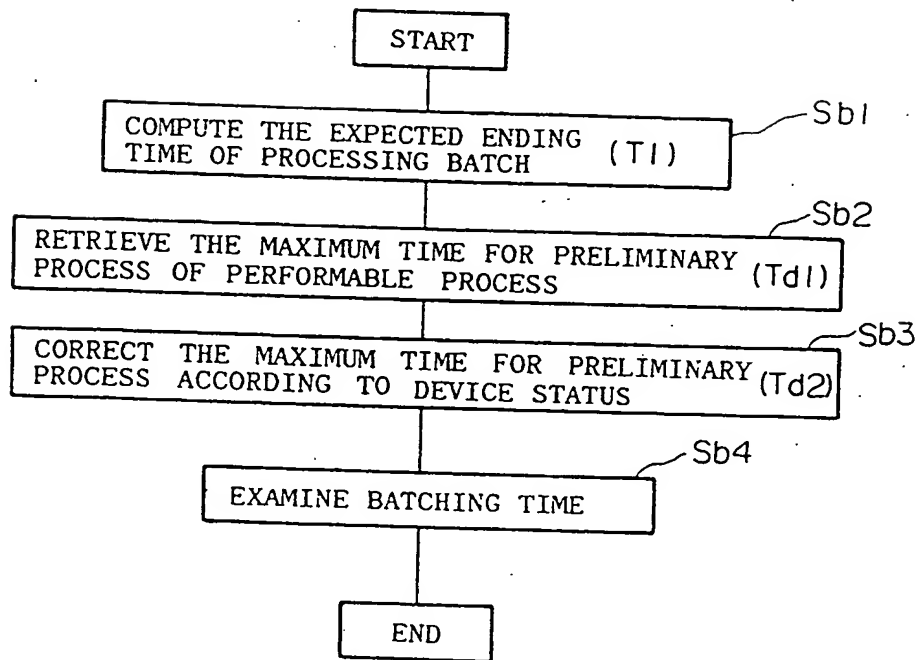 START
Sb1
COMPUTE THE EXPECTED ENDING
TIME OF PROCESSING BATCH (T1)
Sb2
RETRIEVE THE MAXIMUM TIME FOR PRELIMINARY
PROCESS OF PERFORMABLE PROCESS (Td1)
Sb3
CORRECT THE MAXIMUM TIME FOR PRELIMINARY
PROCESS ACCORDING TO DEVICE STATUS (Td2)
Sb4
EXAMINE BATCHING TIME
END